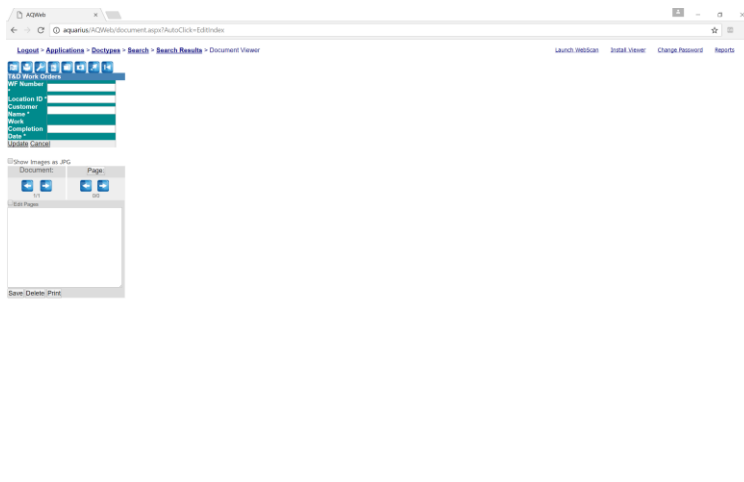 AQWeb
aquarius/AQWeb/document.aspx?AutoClick=EditIndex
Logout > Applications > Doctypes > Search > Search Results > Document Viewer
Launch WebScan Install Viewer Change Password Reports
T&D Work Orders
WF Number
*
Location ID *
Customer
Name *
Work
Completion
Date *
Update Cancel
Show Images as JPG
Document: Page:
1/1 0/0
Edit Pages
Save Delete Print